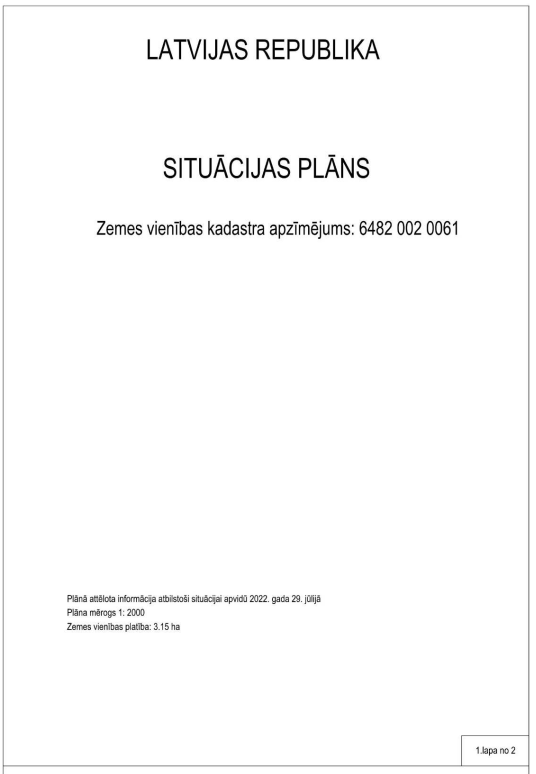 LATVIJAS REPUBLIKA
SITUĀCIJAS PLĀNS
Zemes vienības kadastra apzīmējums: 6482 002 0061
Plānā attēlota informācija atbilstoši situācijai apvidū 2022. gada 29. jūlijā
Plāna mērogs 1: 2000
Zemes vienības platība: 3.15 ha
1.lapa no 2